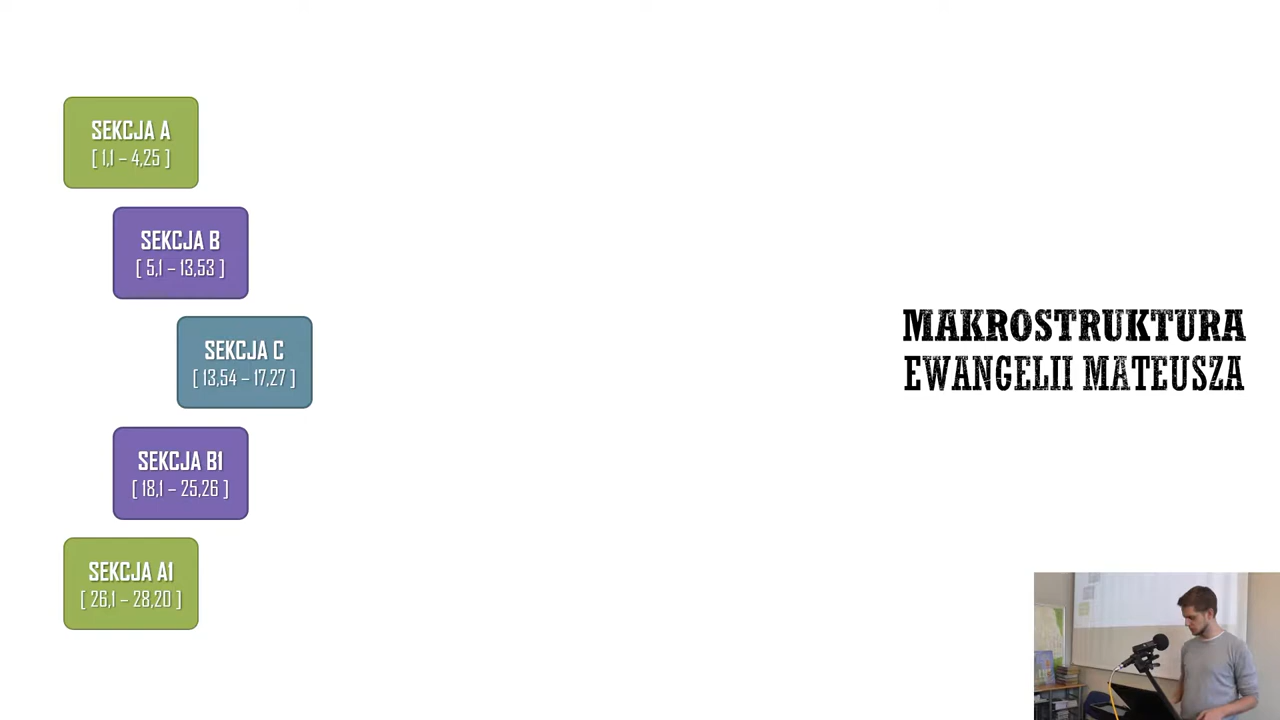 SEKCJA A
[ 1,1 – 4,25 ]
SEKCJA B
[ 5,1 – 13,53 ]
SEKCJA C
[ 13,54 – 17,27 ]
SEKCJA B1
[ 18,1 – 25,26 ]
SEKCJA A1
[ 26,1 – 28,20 ]
MAKROSTRUKTURA
EWANGELII MATEUSZA